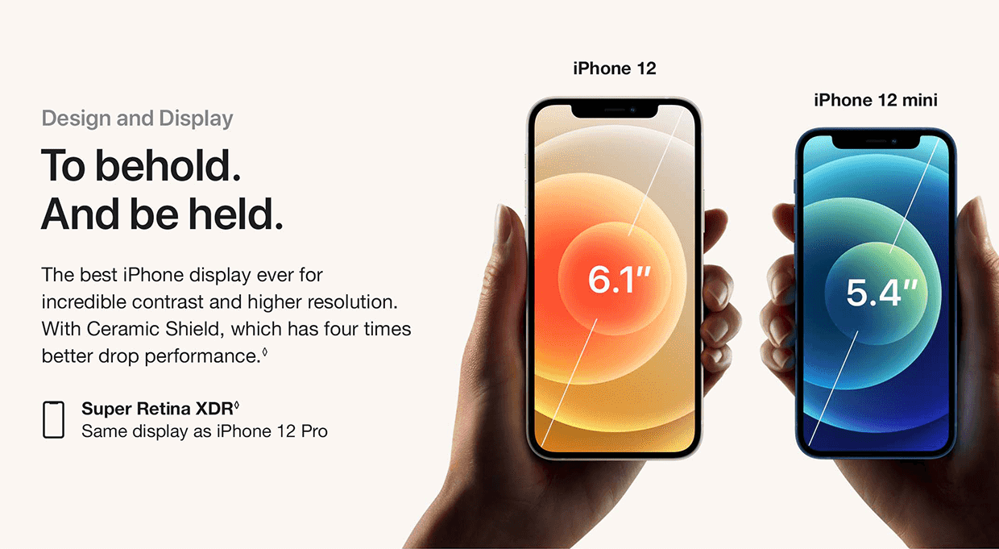 Design and Display
To behold.
And be held.
The best iPhone display ever for
incredible contrast and higher resolution.
With Ceramic Shield, which has four times
better drop performance.◊
Super Retina XDR◊
Same display as iPhone 12 Pro
iPhone 12
6.1″
iPhone 12 mini
5.4″